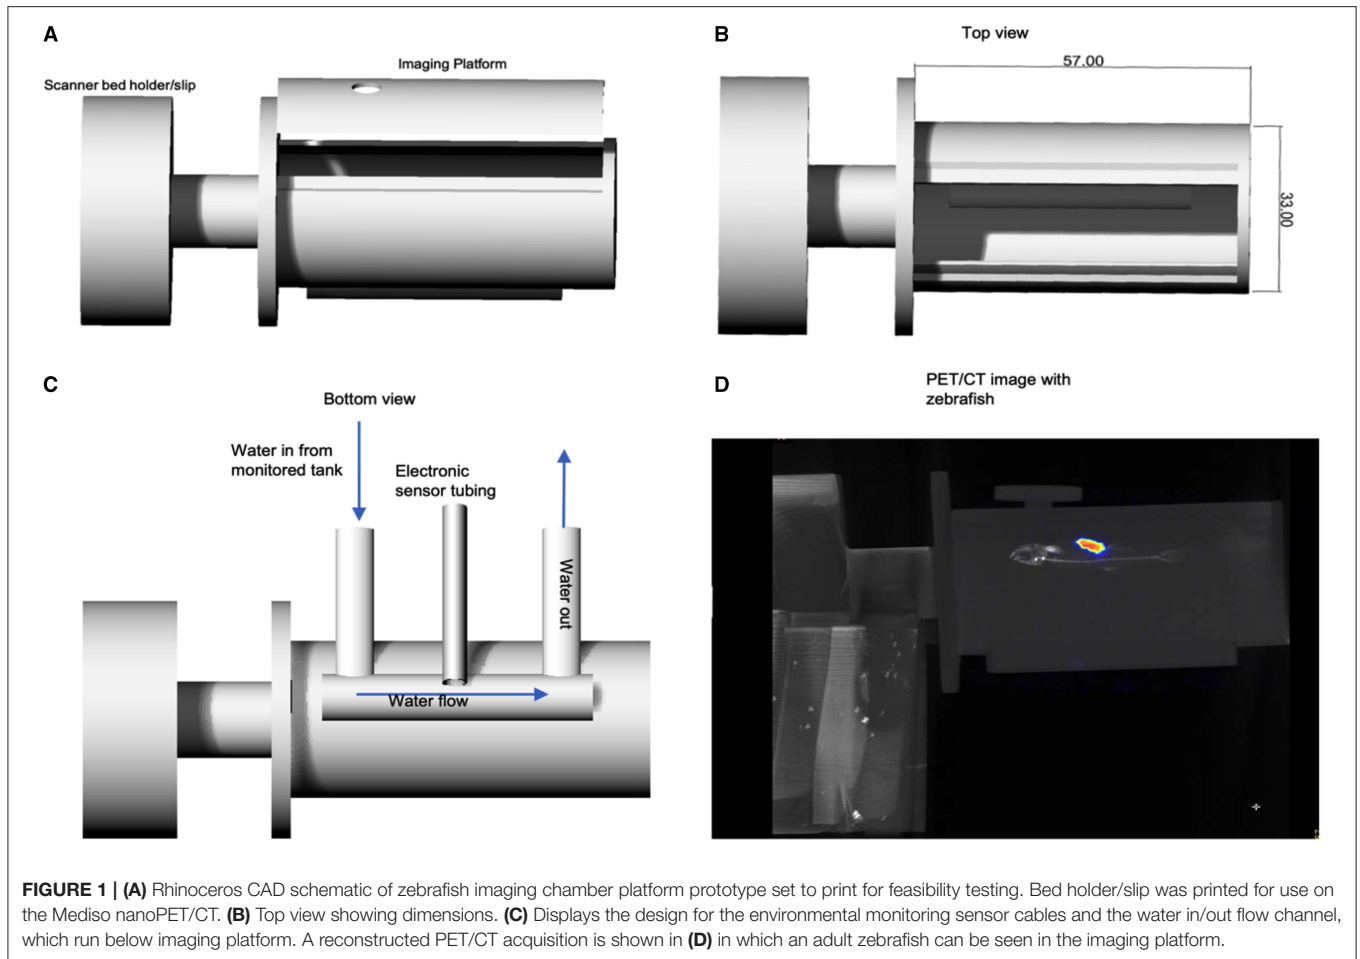 A
Imaging Platform
Scanner bed holder/slip
B
Top view
57.00
33.00
C
Bottom view
Water in from
monitored tank
Electronic
sensor tubing
Water out
Water flow
D
PET/CT image with
zebrafish
FIGURE 1 | (A) Rhinoceros CAD schematic of zebrafish imaging chamber platform prototype set to print for feasibility testing. Bed holder/slip was printed for use on
the Mediso nanoPET/CT. (B) Top view showing dimensions. (C) Displays the design for the environmental monitoring sensor cables and the water in/out flow channel,
which run below imaging platform. A reconstructed PET/CT acquisition is shown in (D) in which an adult zebrafish can be seen in the imaging platform.